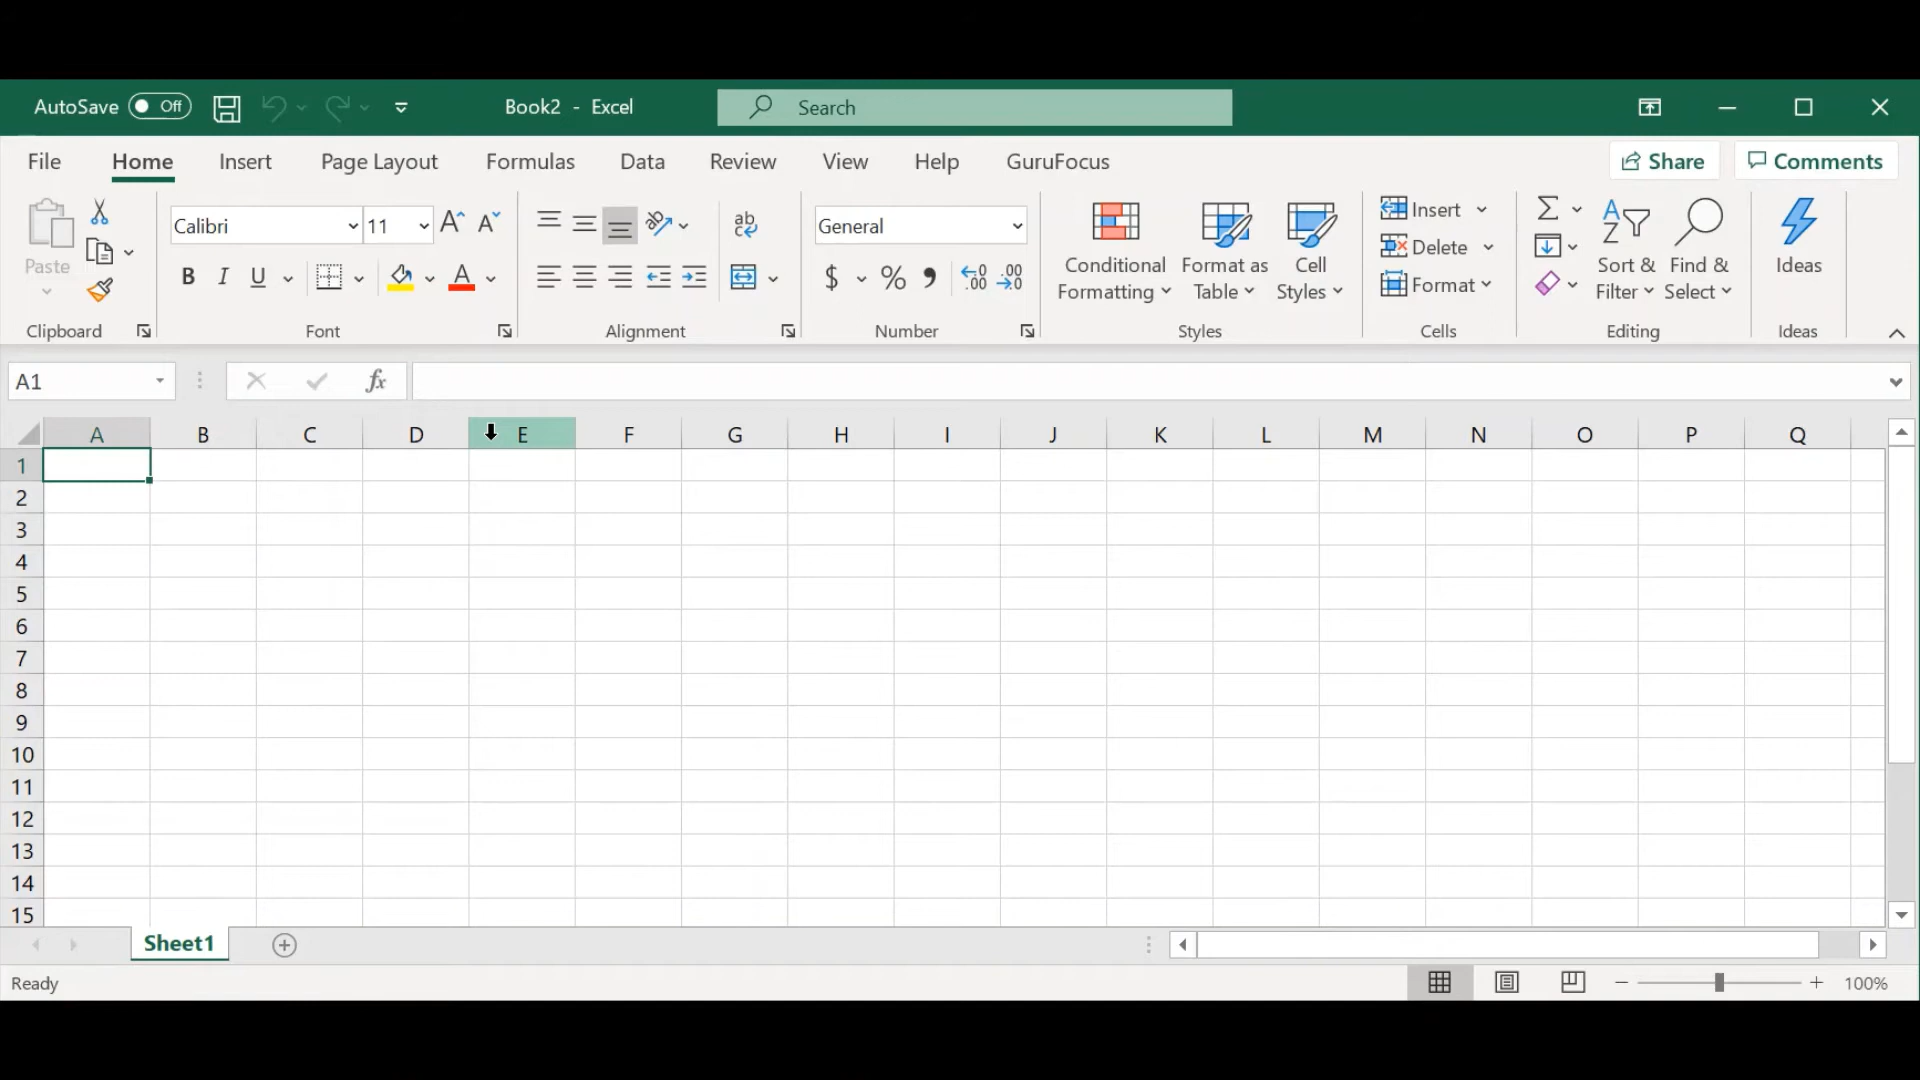 AutoSave Off Book2 - Excel Search
File Home Insert Page Layout Formulas Data Review View Help GuruFocus Share Comments
Paste
Calibri 11
B I U A
ab
General
$ %
Conditional Formatting
Format as Table
Cell Styles
Insert
Delete
Format
Sort & Filter
Find & Select
Ideas
Clipboard Font Alignment Number Styles Cells Editing Ideas
A1 fx
A B C D E F G H I J K L M N O P Q
1
2
3
4
5
6
7
8
9
10
11
12
13
14
15
Sheet1
Ready 100%